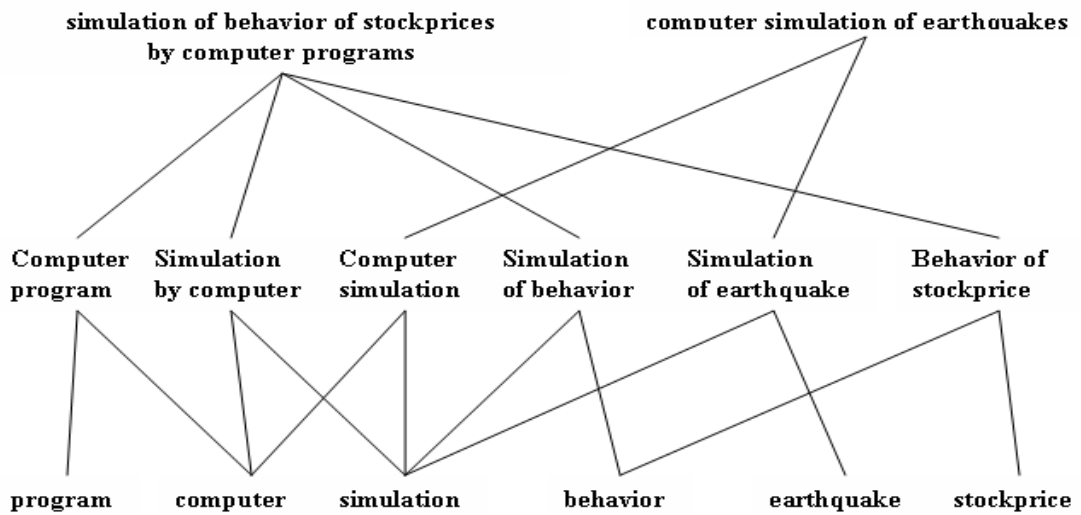 simulation of behavior of stockprices
by computer programs
computer simulation of earthquakes
Computer
program
Simulation
by computer
Computer
simulation
Simulation
of behavior
Simulation
of earthquake
Behavior of
stockprice
program
computer
simulation
behavior
earthquake
stockprice